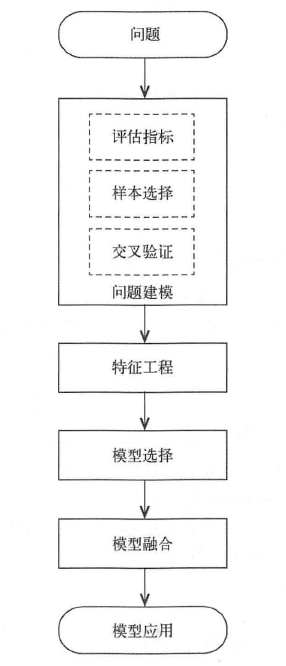 问题
评估指标
样本选择
交叉验证
问题建模
特征工程
模型选择
模型融合
模型应用